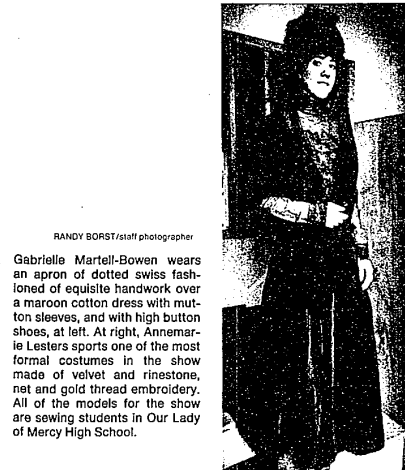 RANDY BORST/staff photographer
Gabrielle Martell-Bowen wears
an apron of dotted swiss fash-
ioned of equisite handwork over
a maroon cotton dress with mut-
ton sleeves, and with high button
shoes, at left. At right, Annemar-
ie Lesters sports one of the most
formal costumes in the show
made of velvet and rinestone,
net and gold thread embroidery.
All of the models for the show
are sewing students in Our Lady
of Mercy High School.